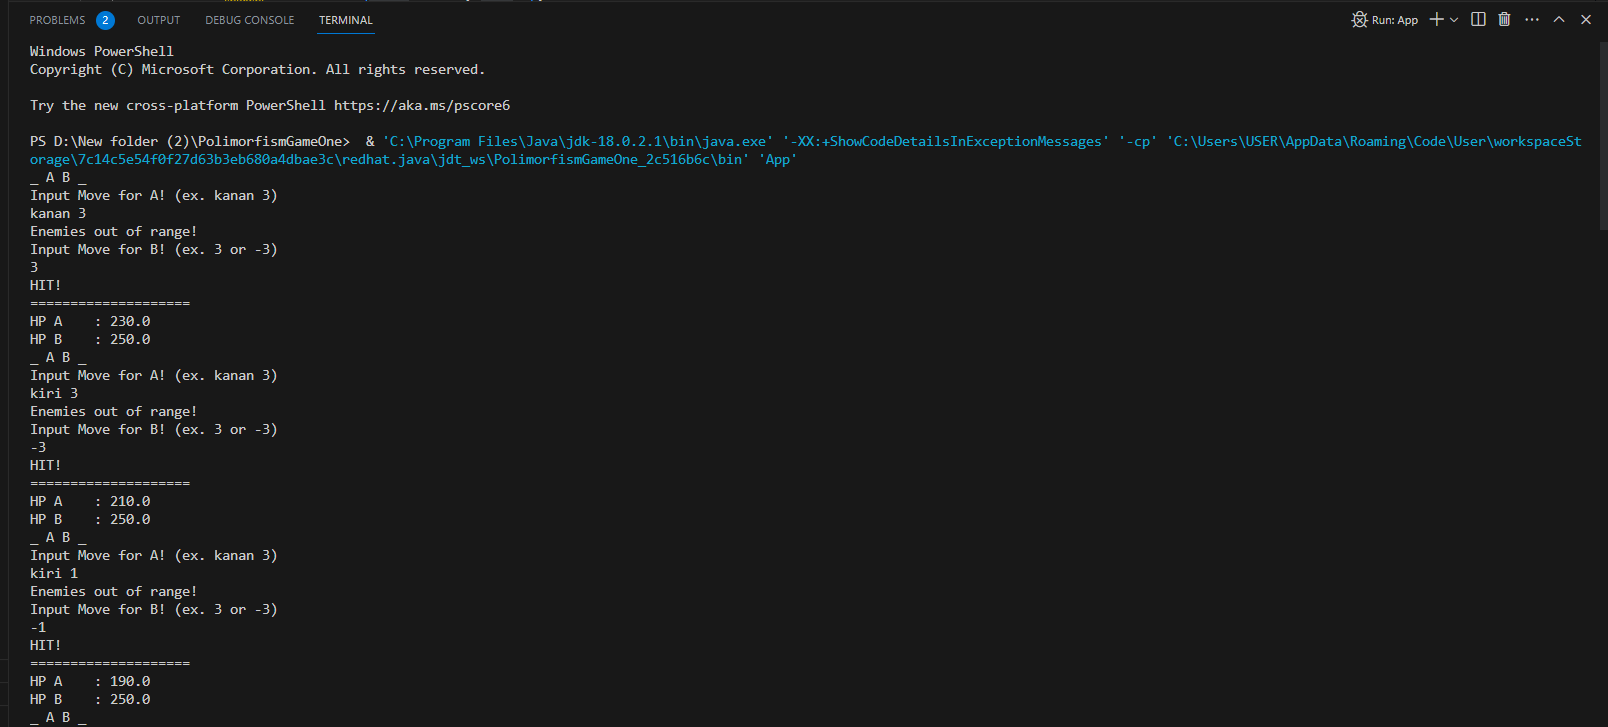 PROBLEMS 2 OUTPUT DEBUG CONSOLE TERMINAL Run: App
Windows PowerShell
Copyright (C) Microsoft Corporation. All rights reserved.
Try the new cross-platform PowerShell https://aka.ms/pscore6
PS D:\New folder (2)\PolimorfismGameOne>  & 'C:\Program Files\Java\jdk-18.0.2.1\bin\java.exe' '-XX:+ShowCodeDetailsInExceptionMessages' '-cp' 'C:\Users\USER\AppData\Roaming\Code\User\workspaceSt
orage\7c14c5e54f0f27d63b3eb680a4dbae3c\redhat.java\jdt_ws\PolimorfismGameOne_2c516b6c\bin' 'App'
_ A B _
Input Move for A! (ex. kanan 3)
kanan 3
Enemies out of range!
Input Move for B! (ex. 3 or -3)
3
HIT!
====================
HP A    : 230.0
HP B    : 250.0
_ A B _
Input Move for A! (ex. kanan 3)
kiri 3
Enemies out of range!
Input Move for B! (ex. 3 or -3)
-3
HIT!
====================
HP A    : 210.0
HP B    : 250.0
_ A B _
Input Move for A! (ex. kanan 3)
kiri 1
Enemies out of range!
Input Move for B! (ex. 3 or -3)
-1
HIT!
====================
HP A    : 190.0
HP B    : 250.0
_ A B _